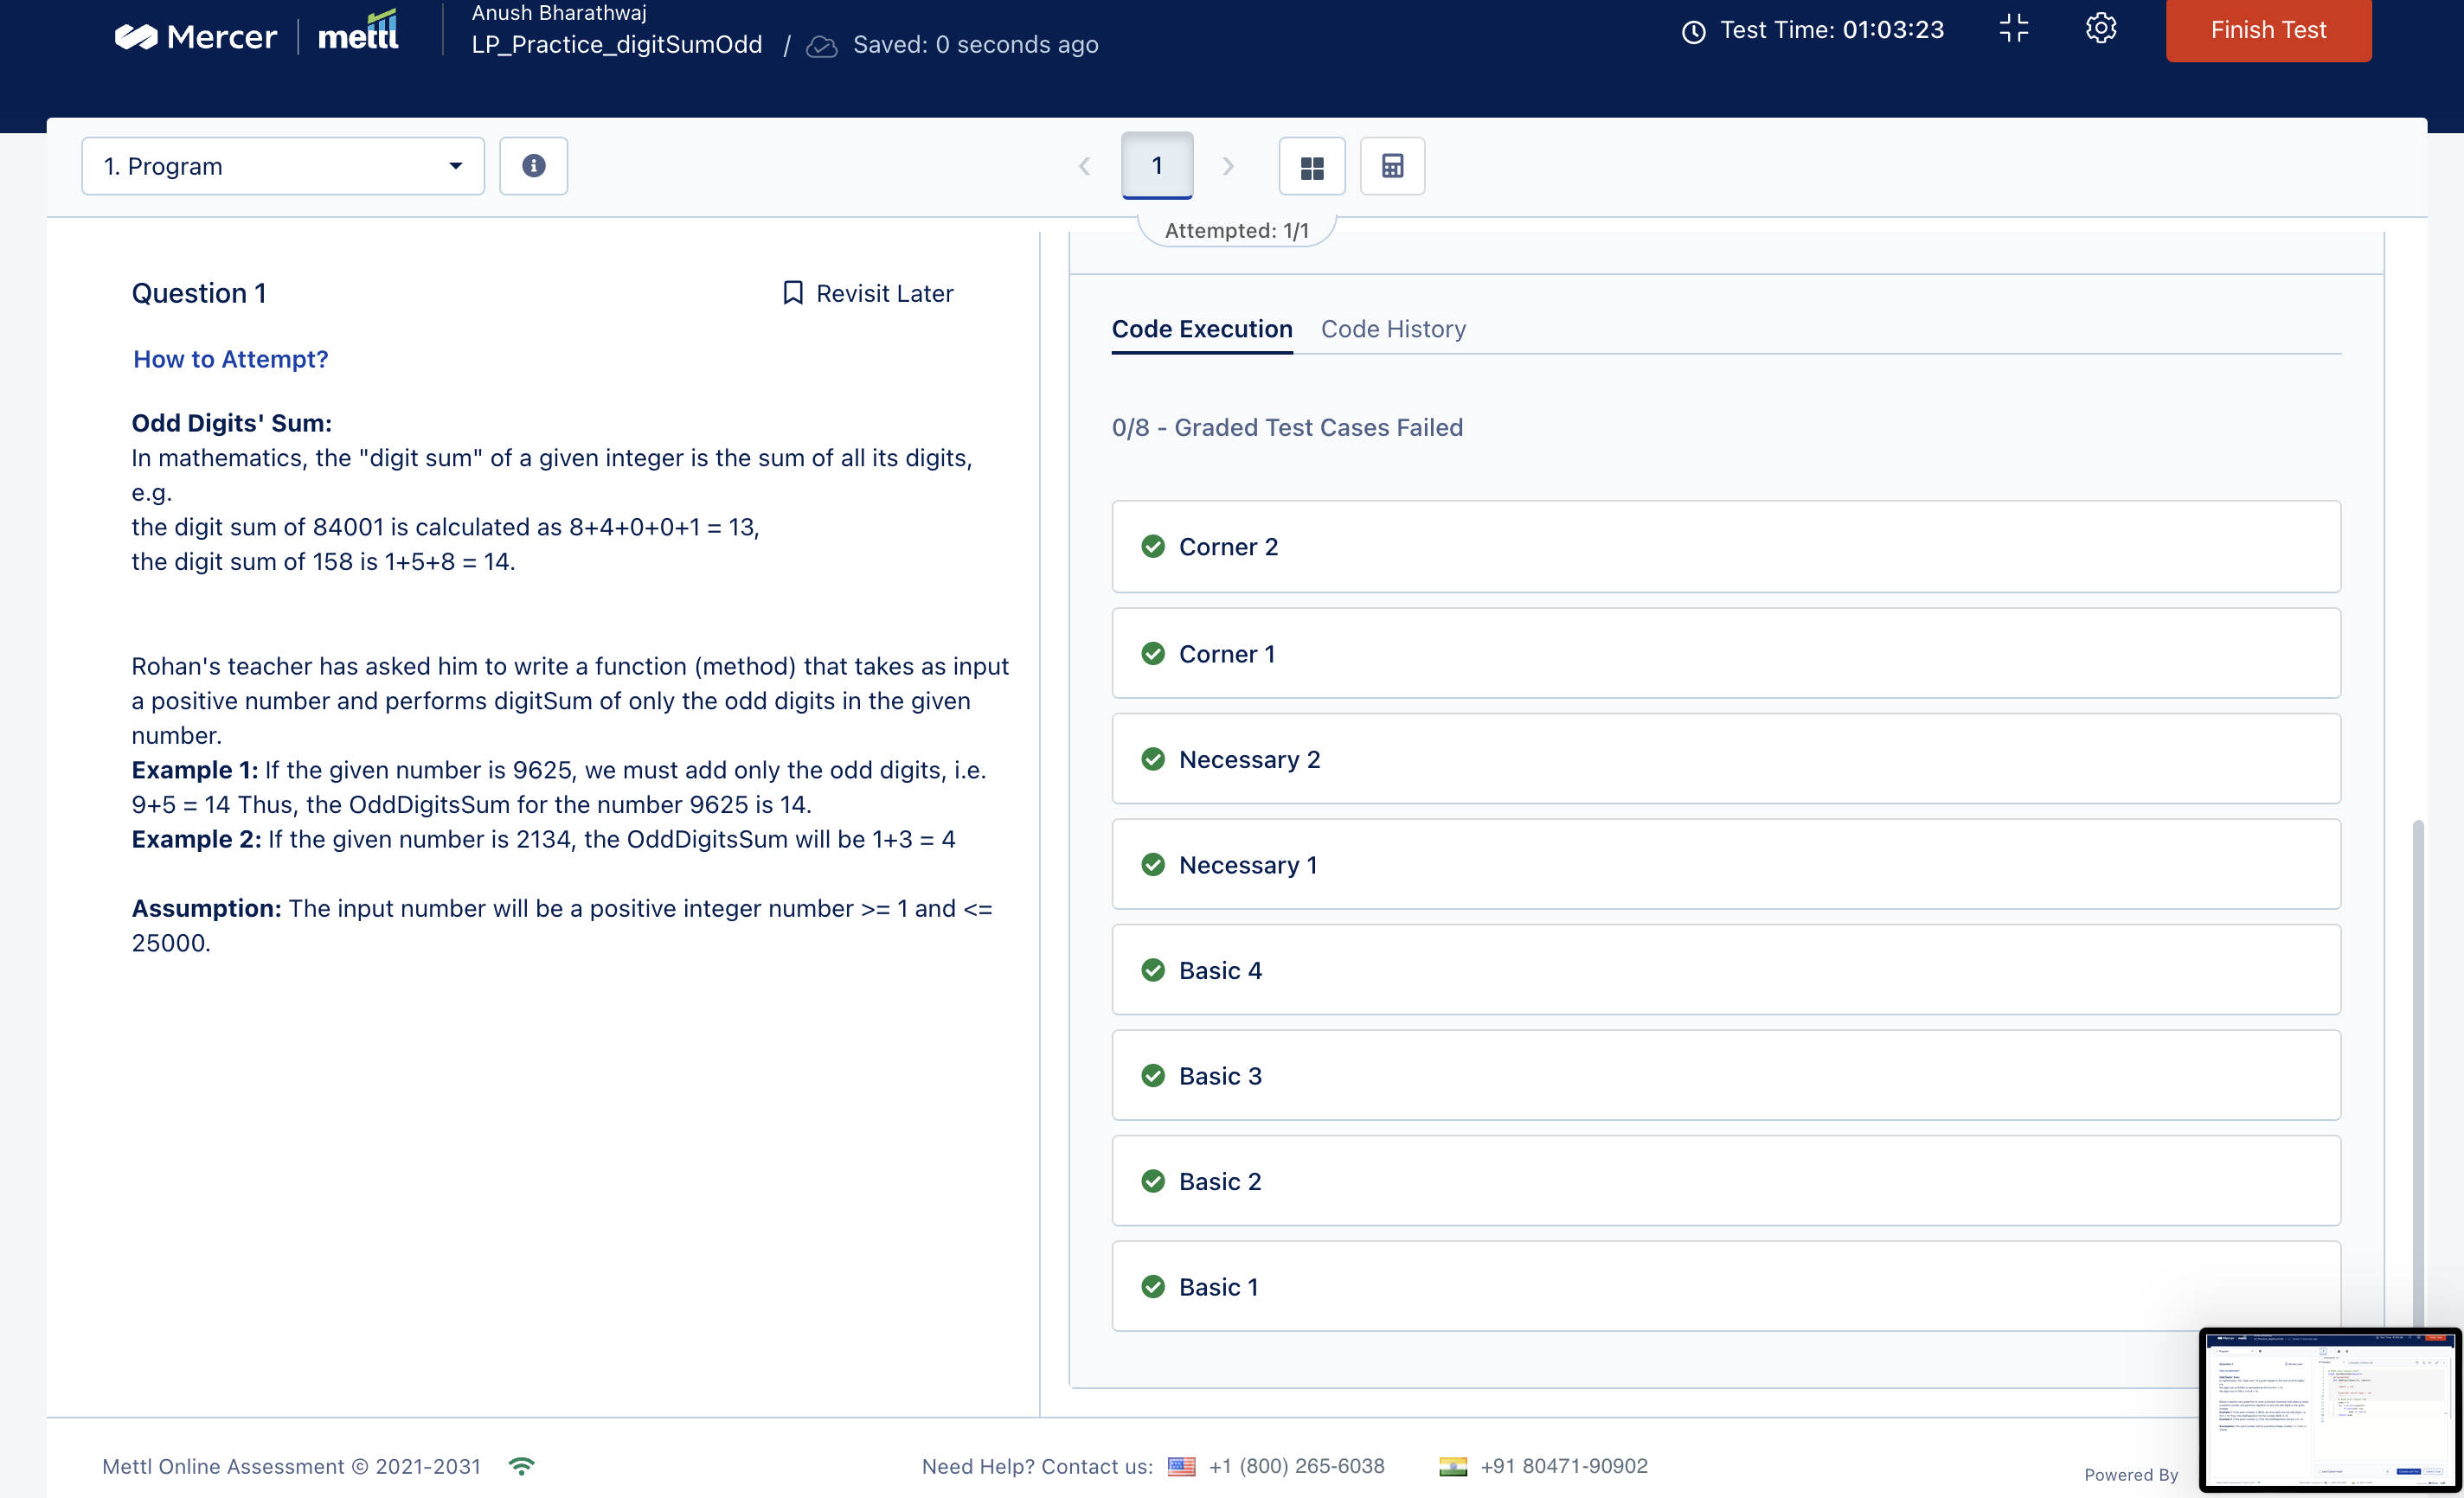 Mercer | mettl
Anush Bharathwaj
LP_Practice_digitSumOdd / Saved: 0 seconds ago
Test Time: 01:03:23
Finish Test
1. Program
1
Attempted: 1/1
Question 1
Revisit Later
How to Attempt?
Odd Digits' Sum:
In mathematics, the "digit sum" of a given integer is the sum of all its digits,
e.g.
the digit sum of 84001 is calculated as 8+4+0+0+1 = 13,
the digit sum of 158 is 1+5+8 = 14.
Rohan's teacher has asked him to write a function (method) that takes as input
a positive number and performs digitSum of only the odd digits in the given
number.
Example 1: If the given number is 9625, we must add only the odd digits, i.e.
9+5 = 14 Thus, the OddDigitsSum for the number 9625 is 14.
Example 2: If the given number is 2134, the OddDigitsSum will be 1+3 = 4
Assumption: The input number will be a positive integer number >= 1 and <=
25000.
Code Execution
Code History
0/8 - Graded Test Cases Failed
Corner 2
Corner 1
Necessary 2
Necessary 1
Basic 4
Basic 3
Basic 2
Basic 1
Mettl Online Assessment © 2021-2031
Need Help? Contact us: +1 (800) 265-6038 +91 80471-90902
Powered By